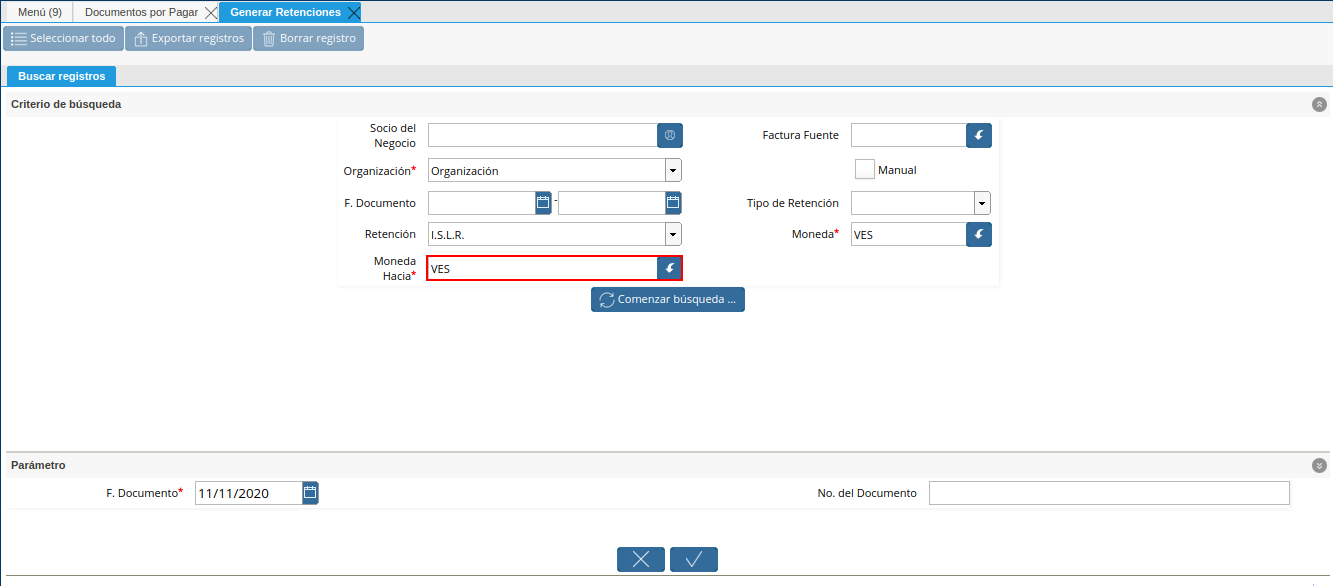 Menú (9) Documentos por Pagar Generar Retenciones
Seleccionar todo Exportar registros Borrar registro
Buscar registros
Criterio de búsqueda
Socio del
Negocio
Factura Fuente
Organización* Organización
Manual
F. Documento -
Tipo de Retención
Retención I.S.L.R.
Moneda* VES
Moneda
Hacia* VES
Comenzar búsqueda ...
Parámetro
F. Documento* 11/11/2020
No. del Documento